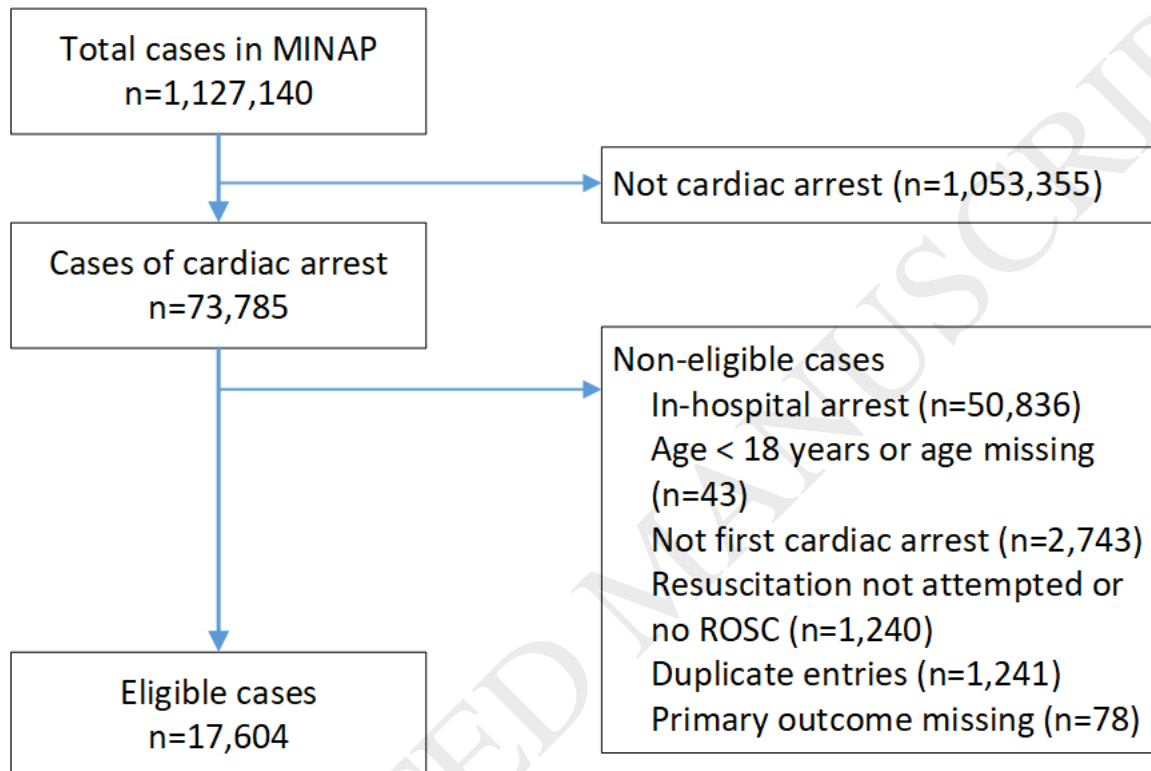 Total cases in MINAP
n=1,127,140
Not cardiac arrest (n=1,053,355)
Cases of cardiac arrest
n=73,785
Non-eligible cases
In-hospital arrest (n=50,836)
Age < 18 years or age missing
(n=43)
Not first cardiac arrest (n=2,743)
Resuscitation not attempted or
no ROSC (n=1,240)
Duplicate entries (n=1,241)
Primary outcome missing (n=78)
Eligible cases
n=17,604
TED MANUSCRIP